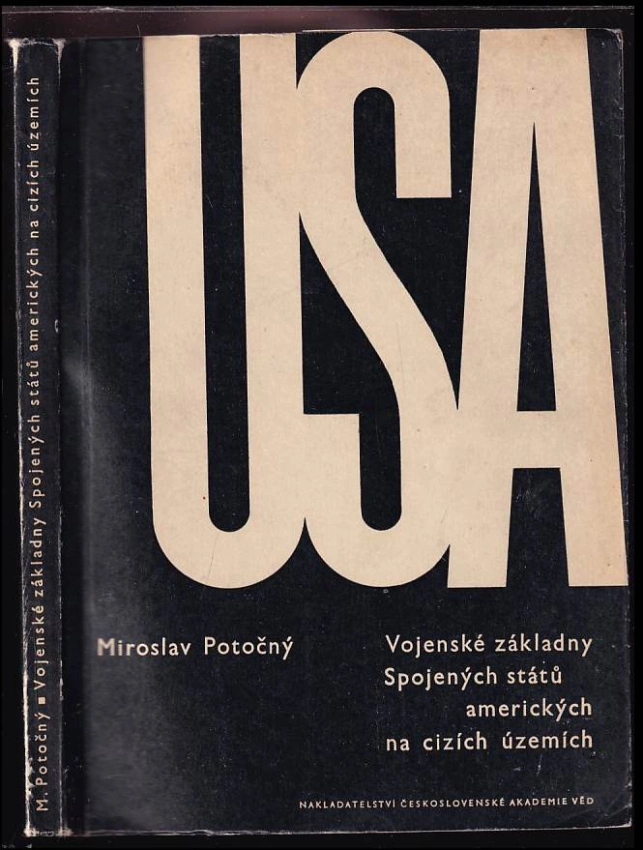 M. Potočný ■ Vojenské základny Spojených států amerických na cizích územích
USA
Miroslav Potočný
Vojenské základny
Spojených států
amerických
na cizích územích
NAKLADATELSTVÍ ČESKOSLOVENSKÉ AKADEMIE VĚD